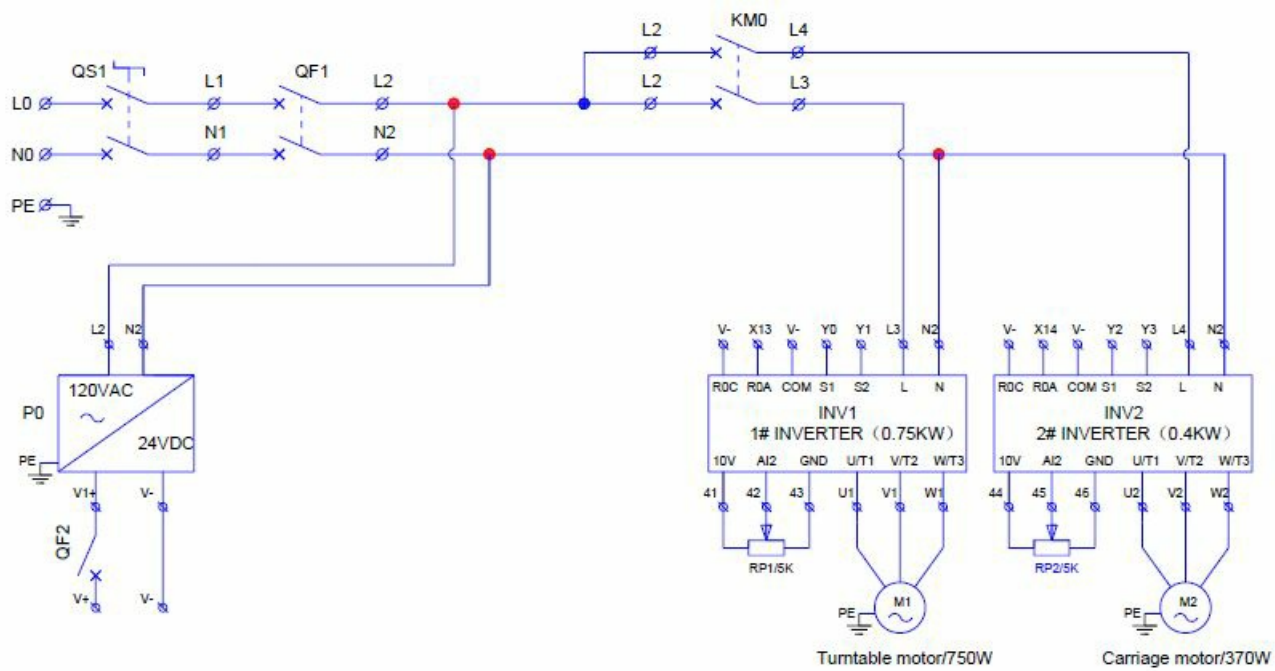 KM0
L2 L4
QS1 L1 QF1 L2 L2 L3
L0
N1 N2
N0
PE
L2 N2 V- X13 V- Y0 Y1 L3 N2 V- X14 V- Y2 Y3 L4 N2
120VAC R0C R0A COM S1 S2 L N R0C R0A COM S1 S2 L N
P0 INV1 INV2
24VDC 1# INVERTER（0.75KW） 2# INVERTER（0.4KW）
PE 10V AI2 GND U/T1 V/T2 W/T3 10V AI2 GND U/T1 V/T2 W/T3
V1+ V- 41 42 43 U1 V1 W1 44 45 46 U2 V2 W2
QF2
RP1/5K RP2/5K
V+ V- PE M1 PE M2
Turntable motor/750W Carriage motor/370W